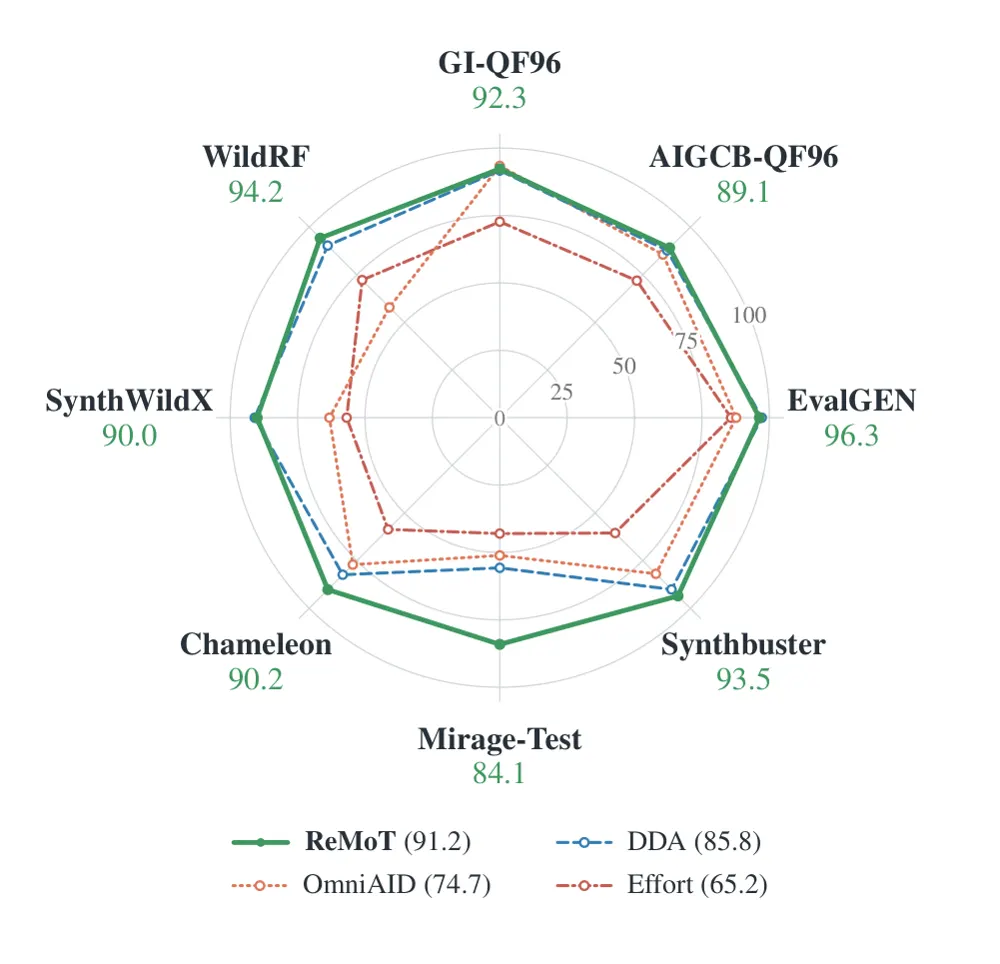 GI-QF96
92.3
WildRF
94.2
AIGCB-QF96
89.1
100
75
50
25
0
SynthWildX
90.0
EvalGEN
96.3
Chameleon
90.2
Synthbuster
93.5
Mirage-Test
84.1
ReMoT (91.2)
DDA (85.8)
OmniAID (74.7)
Effort (65.2)